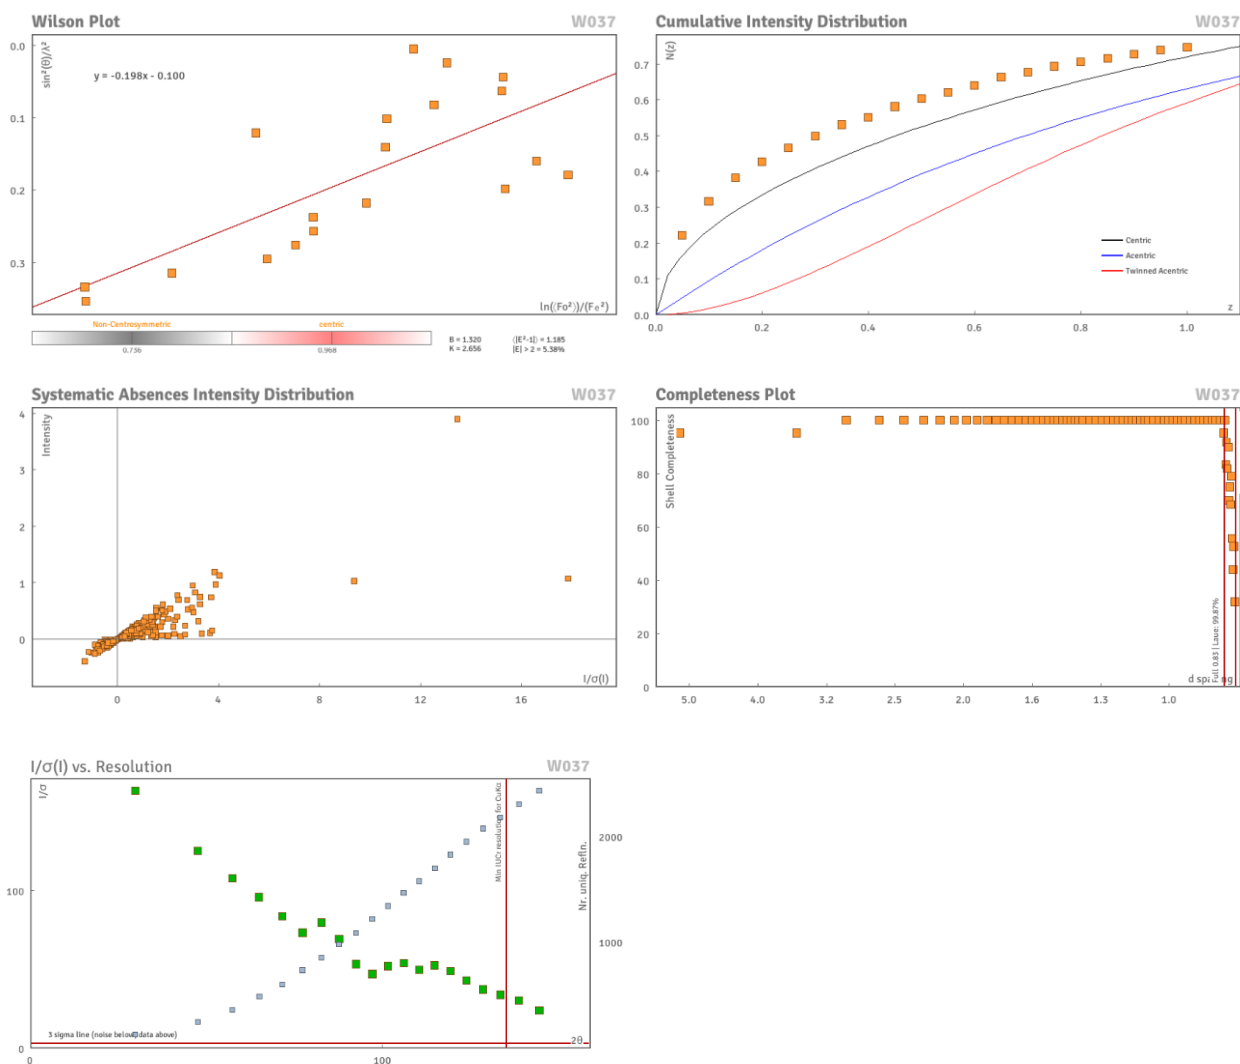 Wilson Plot W037
sin²(θ)/λ²
y = -0.198x - 0.100
0.0
0.1
0.2
0.3
ln(⟨Fo²⟩)/(Fe²)
Non-Centrosymmetric centric
0.736 0.968
B = 1.320 ⟨|E²-1|⟩ = 1.185
K = 2.656 |E| > 2 = 5.38%
Cumulative Intensity Distribution W037
N(z)
0.7
0.6
0.5
0.4
0.3
0.2
0.1
0.0
Centric
Acentric
Twinned Acentric
z
0.0 0.2 0.4 0.6 0.8 1.0
Systematic Absences Intensity Distribution W037
Intensity
4
3
2
1
0
I/σ(I)
0 4 8 12 16
Completeness Plot W037
Shell Completeness
100
80
60
40
20
0
Full 0.83 | Laue: 99.87%
5.0 4.0 3.2 2.5 2.0 1.6 1.3 1.0
I/σ(I) vs. Resolution W037
I/σ
Min IUCr resolution for CuKα
Nr. uniq. Refln.
2000
100
1000
3 sigma line (noise below, data above)
2θ
0
0 100